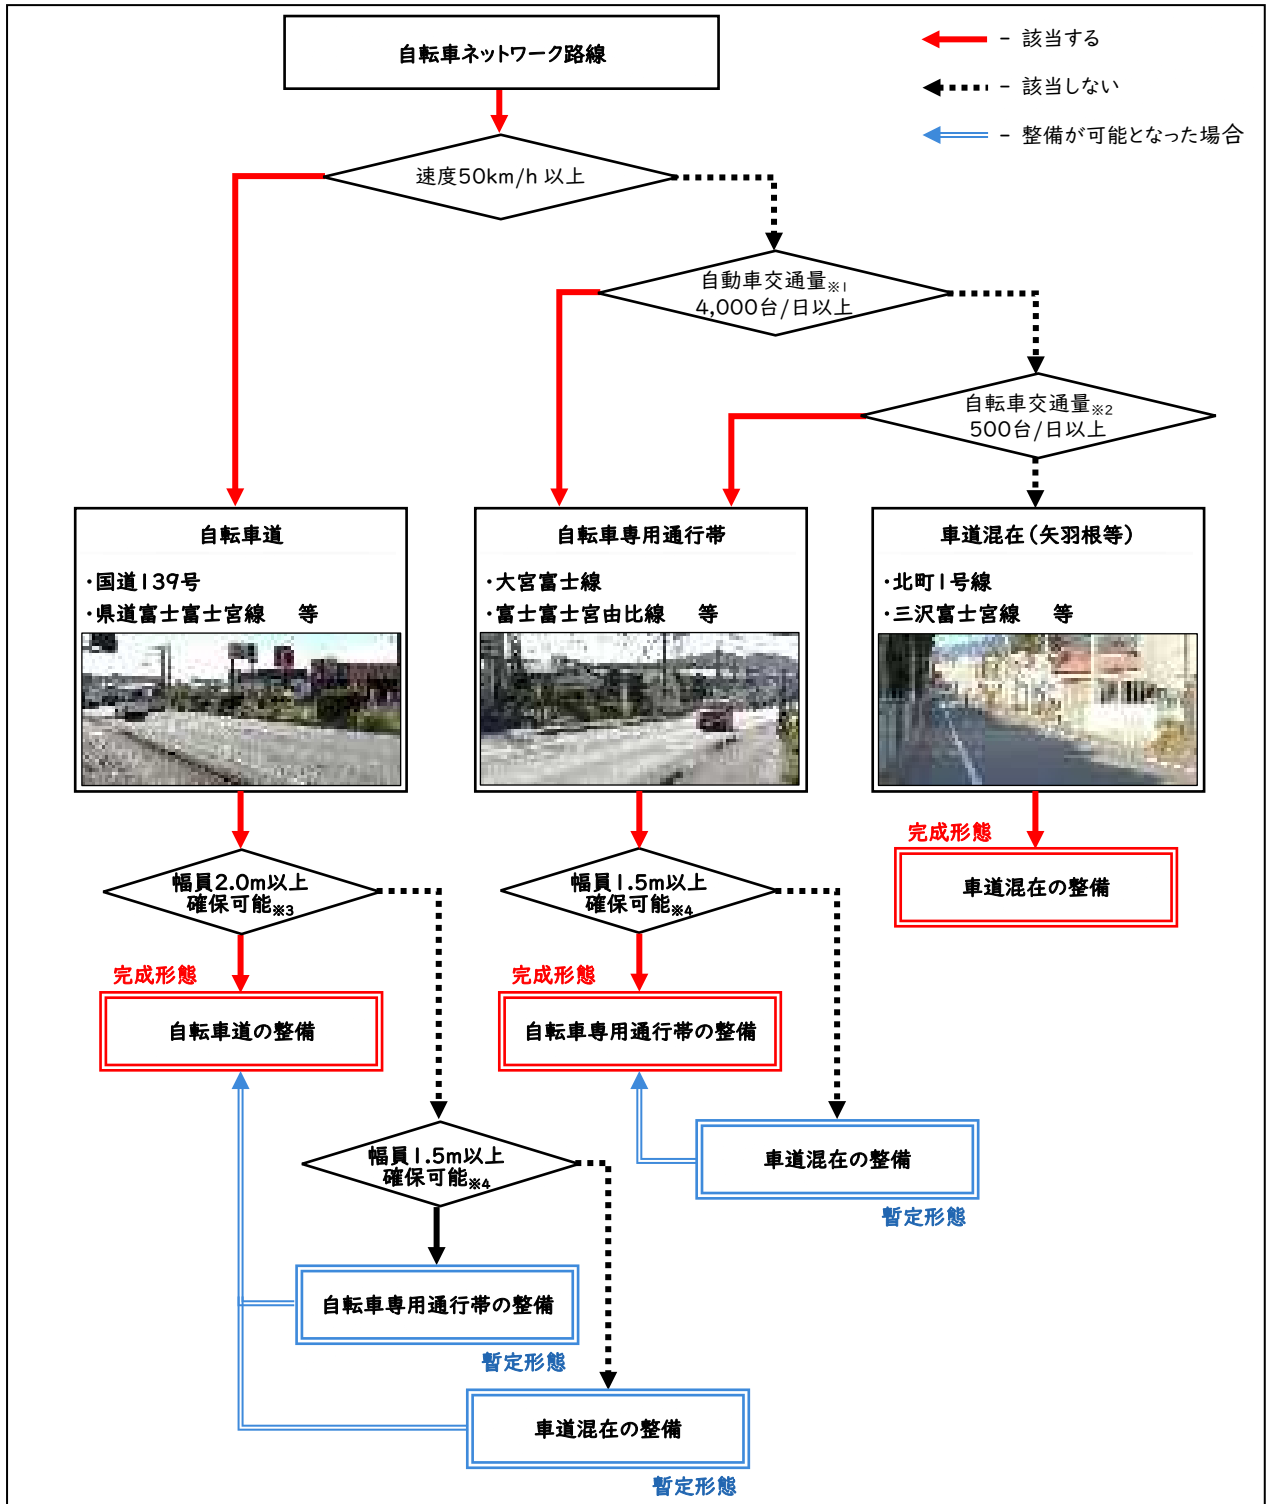 自転車ネットワーク路線
- 該当する
- 該当しない
- 整備が可能となった場合
速度50km/h 以上
自動車交通量※1
4,000台/日以上
自転車交通量※2
500台/日以上
自転車道
・国道139号
・県道富士富士宮線 等
自転車専用通行帯
・大宮富士線
・富士富士宮由比線 等
車道混在(矢羽根等)
・北町1号線
・三沢富士宮線 等
幅員2.0m以上
確保可能※3
幅員1.5m以上
確保可能※4
完成形態
車道混在の整備
完成形態
自転車道の整備
完成形態
自転車専用通行帯の整備
幅員1.5m以上
確保可能※4
車道混在の整備
暫定形態
自転車専用通行帯の整備
暫定形態
車道混在の整備
暫定形態